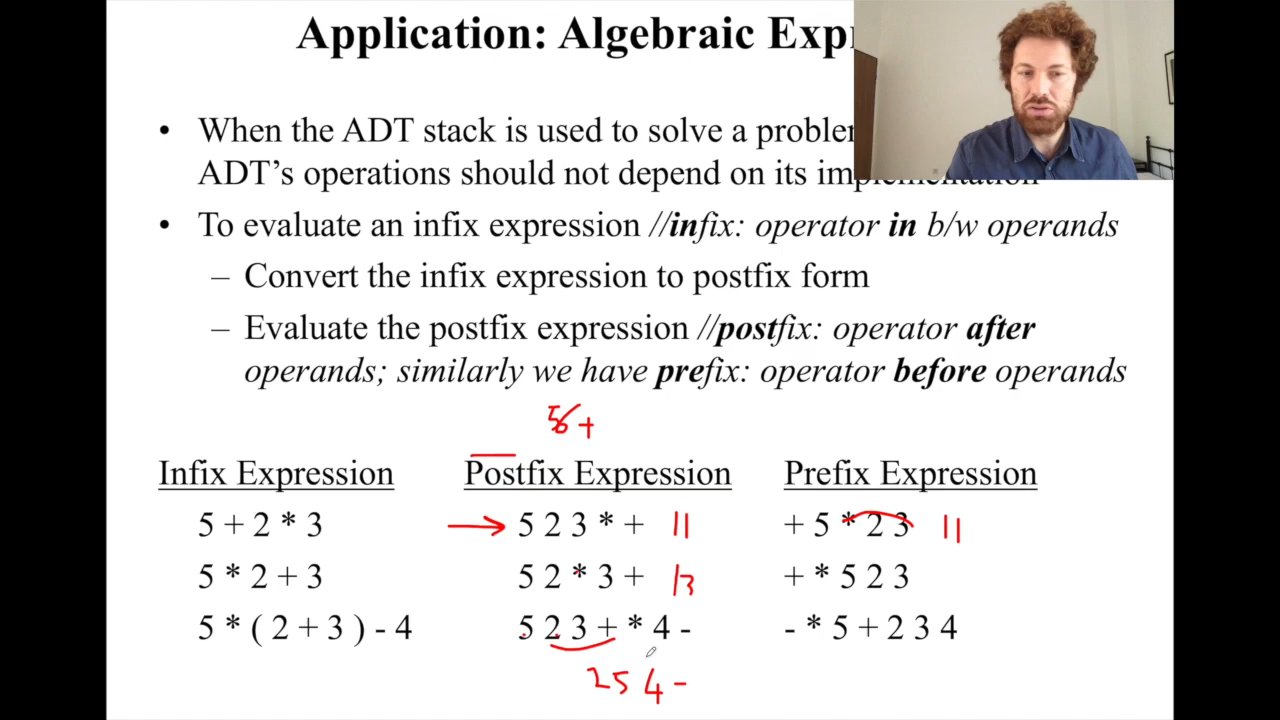 Application: Algebraic Exp
• When the ADT stack is used to solve a problem
ADT's operations should not depend on its implementation
• To evaluate an infix expression //infix: operator in b/w operands
– Convert the infix expression to postfix form
– Evaluate the postfix expression //postfix: operator after
operands; similarly we have prefix: operator before operands
56+
Infix Expression Postfix Expression Prefix Expression
5 + 2 * 3 → 5 2 3 * + 11 + 5 * 2 3 11
5 * 2 + 3 5 2 * 3 + 13 + * 5 2 3
5 * ( 2 + 3 ) - 4 5 2 3 + * 4 - - * 5 + 2 3 4
25 4 -